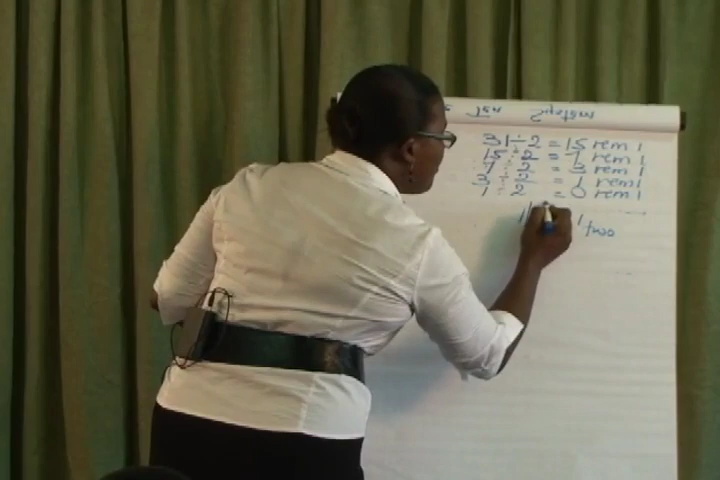 31 ÷ 2 = 15 rem 1
15 ÷ 2 = 7 rem 1
7 ÷ 2 = 3 rem 1
3 ÷ 2 = 1 rem 1
1 ÷ 2 = 0 rem 1
two